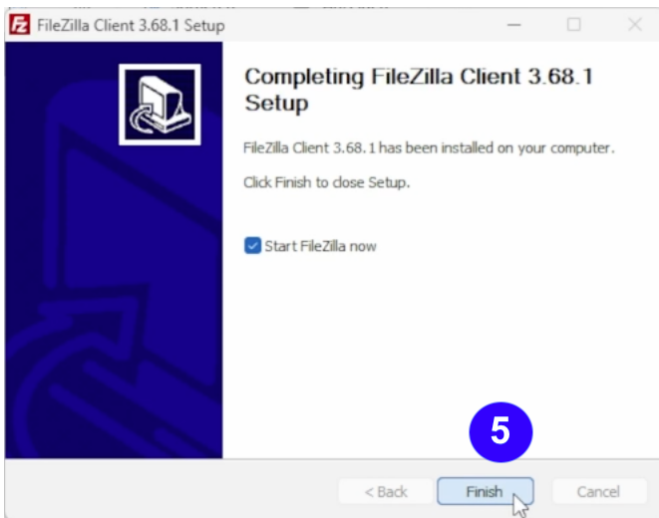 FileZilla Client 3.68.1 Setup
Completing FileZilla Client 3.68.1
Setup
FileZilla Client 3.68.1 has been installed on your computer.
Click Finish to close Setup.
Start FileZilla now
5
< Back
Finish
Cancel